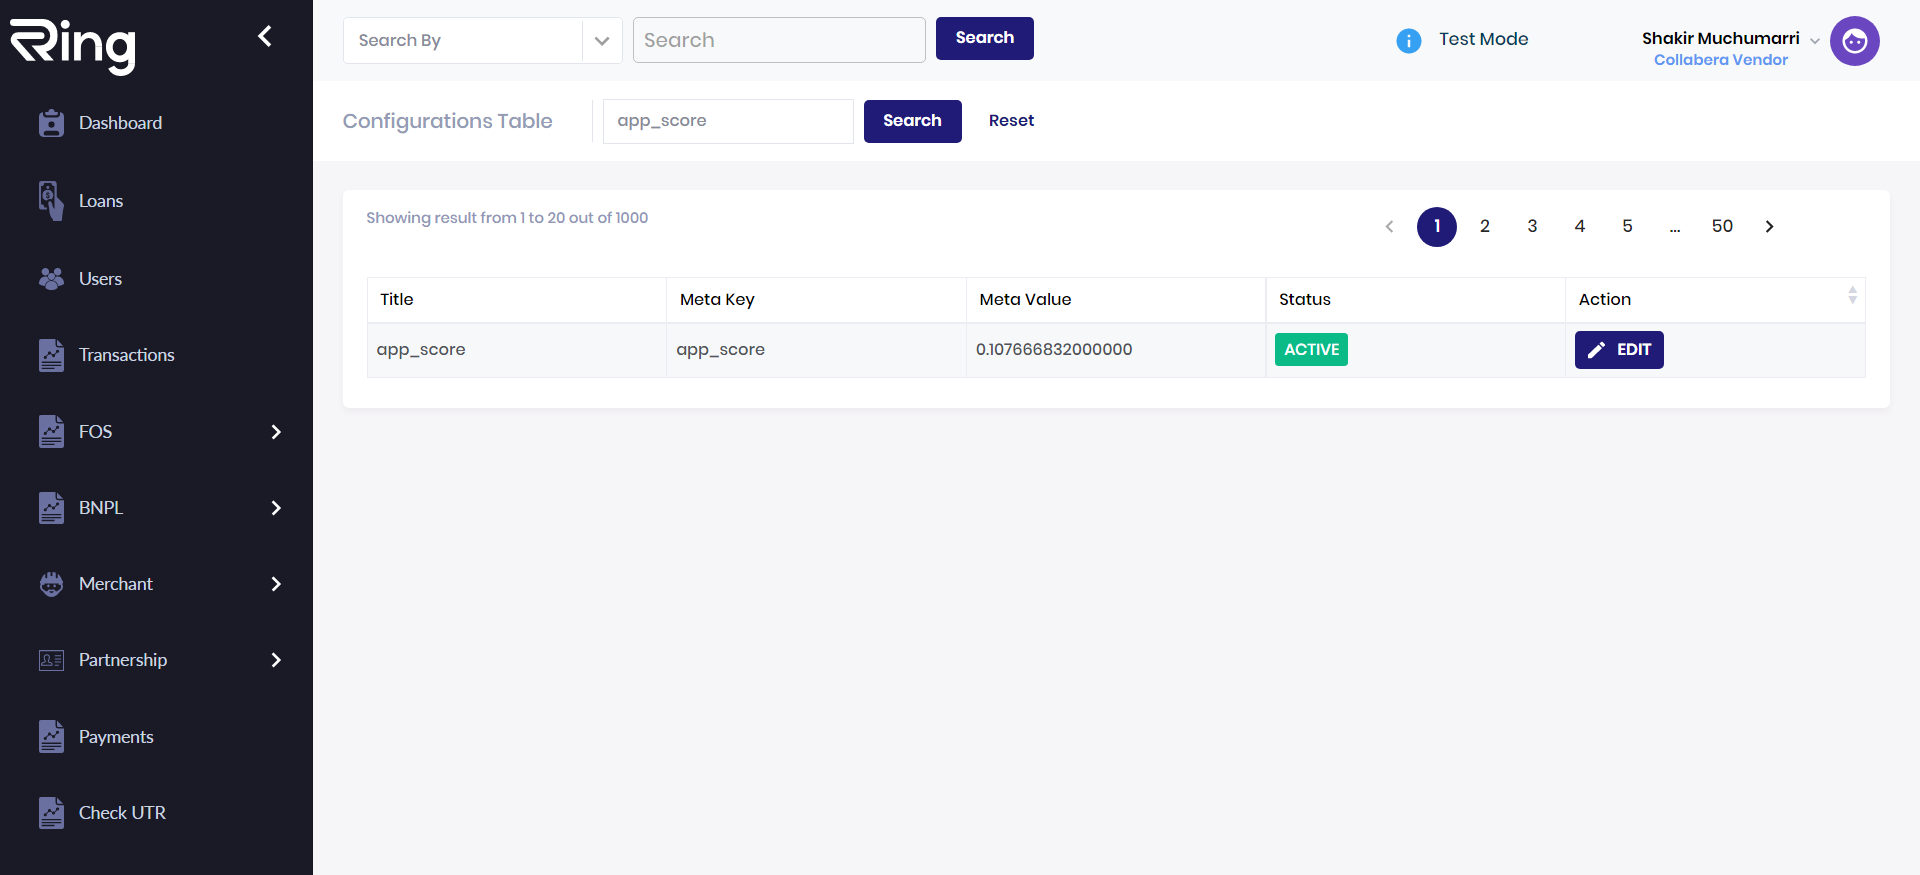 Ring
Search By
Search
Search
Test Mode
Shakir Muchumarri
Collabera Vendor
Dashboard
Loans
Users
Transactions
FOS
BNPL
Merchant
Partnership
Payments
Check UTR
Configurations Table
app_score
Search
Reset
Showing result from 1 to 20 out of 1000
1 2 3 4 5 ... 50
Title Meta Key Meta Value Status Action
app_score app_score 0.107666832000000 ACTIVE EDIT